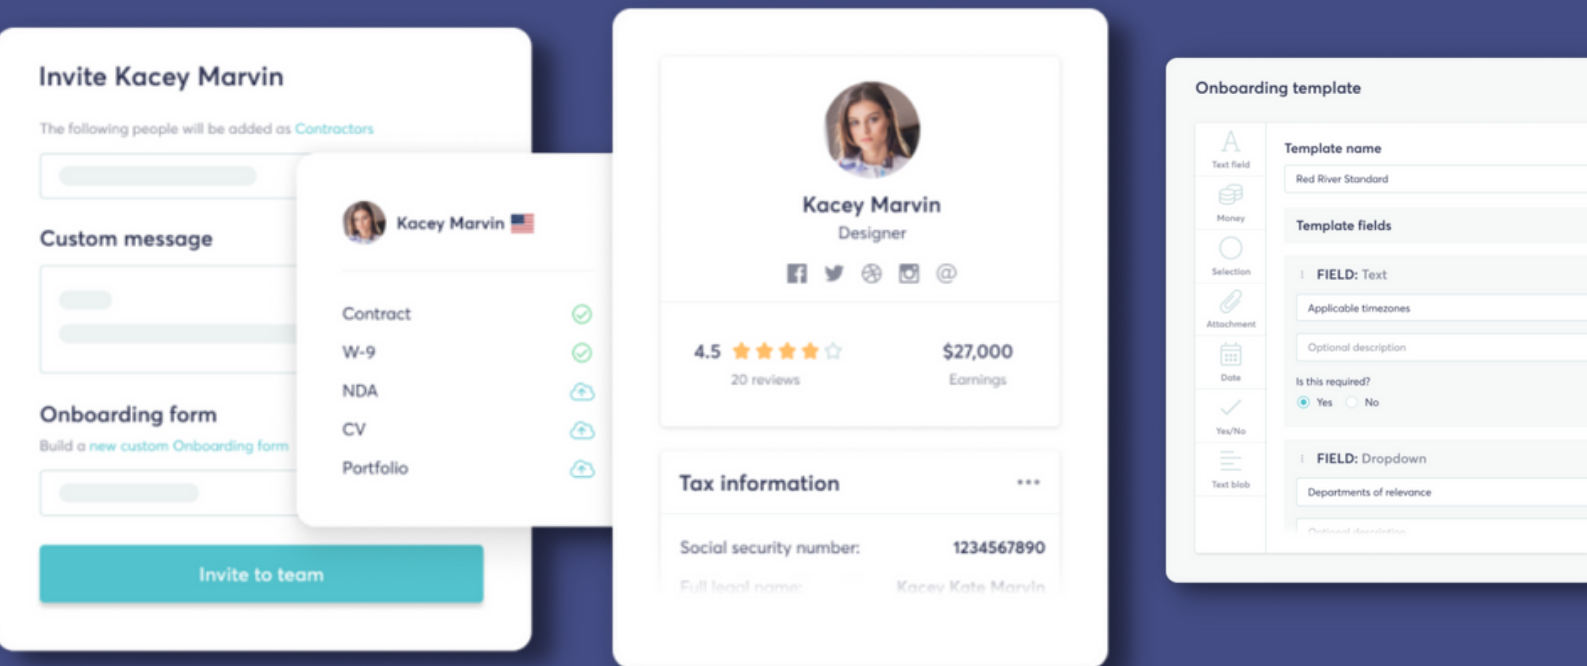 Invite Kacey Marvin
The following people will be added as Contractors
Custom message
Onboarding form
Build a new custom Onboarding form
Invite to team
Kacey Marvin
Contract
W-9
NDA
CV
Portfolio
Kacey Marvin
Designer
4.5
$27,000
20 reviews
Earnings
Tax information
Social security number: 1234567890
Full legal name: Kacey Kate Marvin
Onboarding template
Text field
Money
Selection
Attachment
Date
Yes/No
Text blob
Template name
Red River Standard
Template fields
FIELD: Text
Applicable timezones
Optional description
Is this required?
Yes No
FIELD: Dropdown
Departments of relevance
Optional description